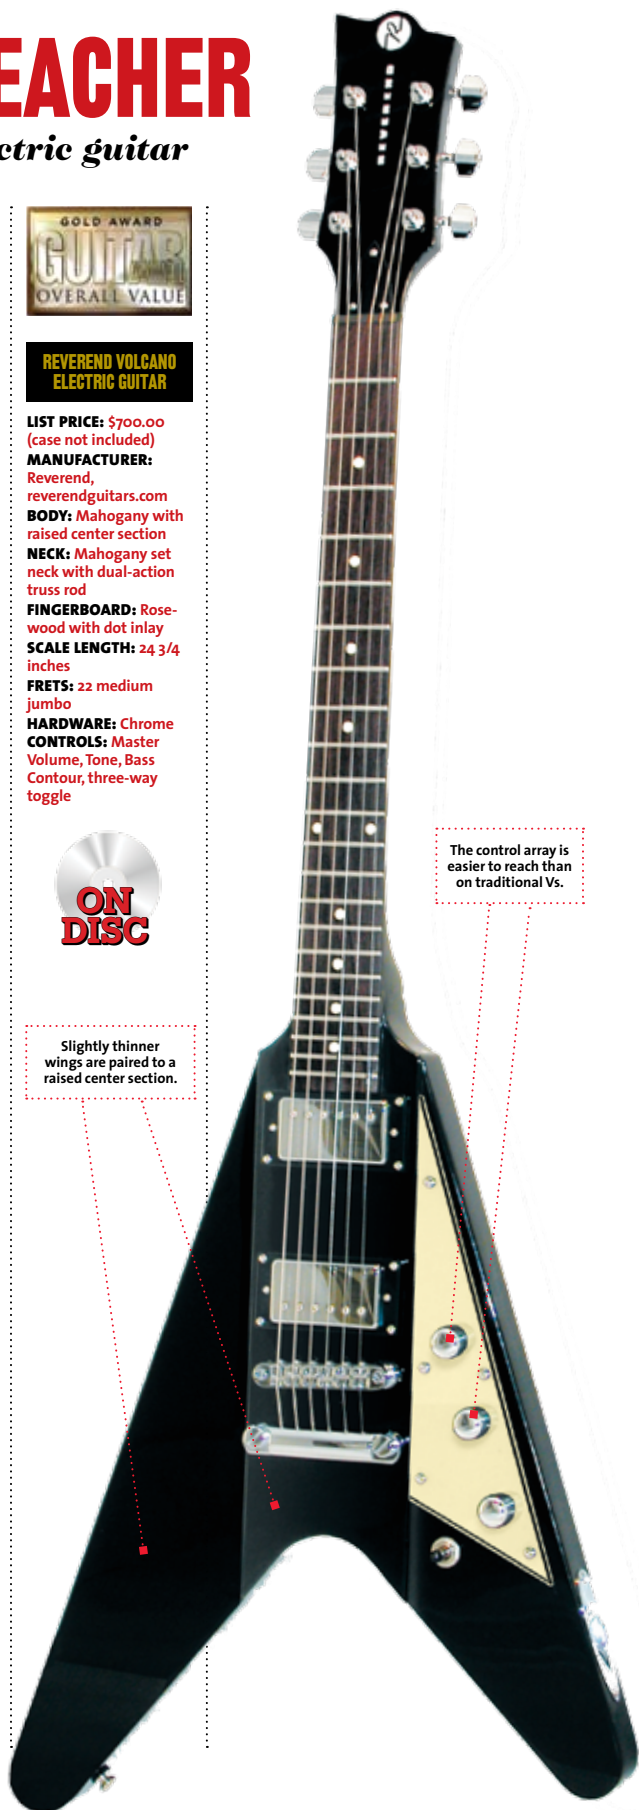 EACHER
ctric guitar
REVEREND
GOLD AWARD
GUITAR
OVERALL VALUE
REVEREND VOLCANO
ELECTRIC GUITAR
LIST PRICE: $700.00
(case not included)
MANUFACTURER:
Reverend,
reverendguitars.com
BODY: Mahogany with
raised center section
NECK: Mahogany set
neck with dual-action
truss rod
FINGERBOARD: Rose-
wood with dot inlay
SCALE LENGTH: 24 3/4
inches
FRETS: 22 medium
jumbo
HARDWARE: Chrome
CONTROLS: Master
Volume, Tone, Bass
Contour, three-way
toggle
ON
DISC
The control array is
easier to reach than
on traditional Vs.
Slightly thinner
wings are paired to a
raised center section.